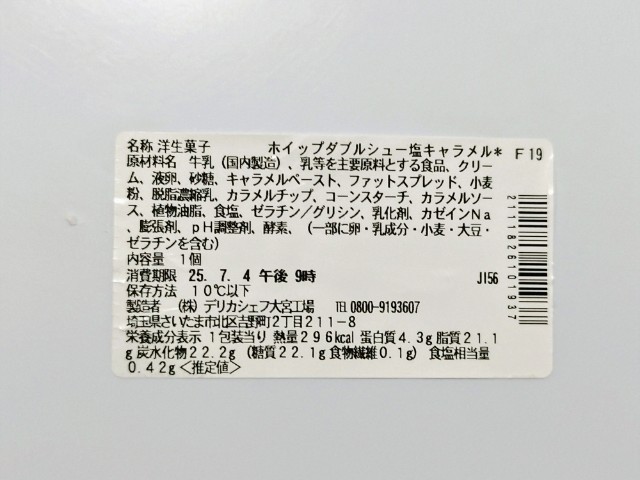 名称 洋生菓子 ホイップダブルシュー塩キャラメル* F19
原材料名 牛乳（国内製造）、乳等を主要原料とする食品、クリー
ム、液卵、砂糖、キャラメルペースト、ファットスプレッド、小麦
粉、脱脂濃縮乳、カラメルチップ、コーンスターチ、カラメルソー
ス、植物油脂、食塩、ゼラチン／グリシン、乳化剤、カゼインNa
、膨張剤、pH調整剤、酵素、（一部に卵・乳成分・小麦・大豆・
ゼラチンを含む）
内容量 1個
消費期限 25. 7. 4 午後 9時 JI56
保存方法 10℃以下
製造者 （株）デリカシェフ大宮工場 TEL 0800-9193607
埼玉県さいたま市北区吉野町2丁目211-8
栄養成分表示 1包装当り 熱量296kcal 蛋白質4.3g 脂質21.1
g 炭水化物22.2g （糖質22.1g 食物繊維0.1g） 食塩相当量
0.42g＜推定値＞
2111826101937